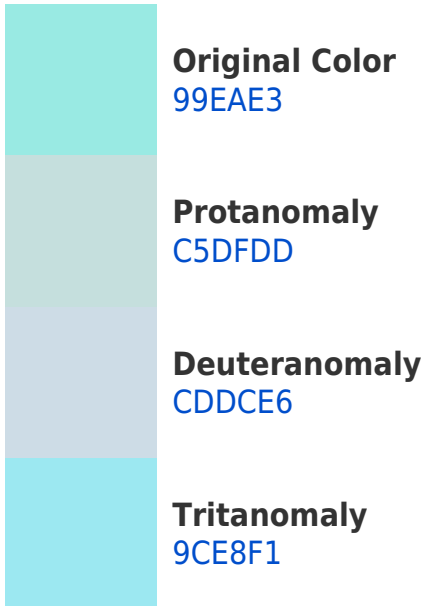 Original Color
99EAE3
Protanomaly
C5DFDD
Deuteranomaly
CDDCE6
Tritanomaly
9CE8F1